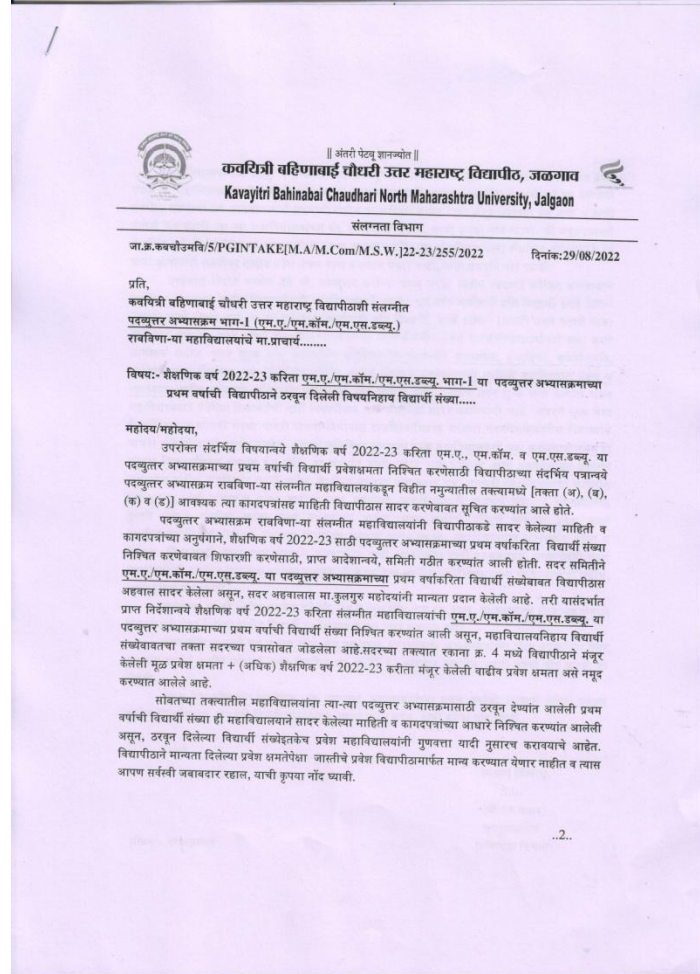 || अंतरी पेटवू ज्ञानज्योत ||
कवयित्री बहिणाबाई चौधरी उत्तर महाराष्ट्र विद्यापीठ, जळगाव
Kavayitri Bahinabai Chaudhari North Maharashtra University, Jalgaon
संलग्नता विभाग
जा.क्र.कबचौउमवि/5/PGINTAKE[M.A/M.Com/M.S.W.]22-23/255/2022 दिनांक:29/08/2022
प्रति,
कवयित्री बहिणाबाई चौधरी उत्तर महाराष्ट्र विद्यापीठाशी संलग्नीत
पदव्युत्तर अभ्यासक्रम भाग-1 (एम.ए./एम.कॉम./एम.एस.डब्ल्यू.)
राबविणा-या महाविद्यालयांचे मा.प्राचार्य........
विषय:- शैक्षणिक वर्ष 2022-23 करिता एम.ए./एम.कॉम./एम.एस.डब्ल्यू. भाग-1 या पदव्युत्तर अभ्यासक्रमाच्या
प्रथम वर्षाची विद्यापीठाने ठरवून दिलेली विषयनिहाय विद्यार्थी संख्या.....
महोदय/महोदया,
उपरोक्त संदर्भिय विषयान्वये शैक्षणिक वर्ष 2022-23 करिता एम.ए., एम.कॉम. व एम.एस.डब्ल्यू. या
पदव्युत्तर अभ्यासक्रमाच्या प्रथम वर्षाची विद्यार्थी प्रवेशक्षमता निश्चित करणेसाठी विद्यापीठाच्या संदर्भिय पत्रान्वये
पदव्युत्तर अभ्यासक्रम राबविणा-या संलग्नीत महाविद्यालयांकडून विहीत नमुन्यातील तक्त्यामध्ये [तक्ता (अ), (ब),
(क) व (ड)] आवश्यक त्या कागदपत्रांसह माहिती विद्यापीठास सादर करणेबाबत सूचित करण्यांत आले होते.
पदव्युत्तर अभ्यासक्रम राबविणा-या संलग्नीत महाविद्यालयांनी विद्यापीठाकडे सादर केलेल्या माहिती व
कागदपत्रांच्या अनुषंगाने, शैक्षणिक वर्ष 2022-23 साठी पदव्युत्तर अभ्यासक्रमाच्या प्रथम वर्षाकरिता विद्यार्थी संख्या
निश्चित करणेबाबत शिफारशी करणेसाठी, प्राप्त आदेशान्वये, समिती गठीत करण्यांत आली होती. सदर समितीने
एम.ए./एम.कॉम./एम.एस.डब्ल्यू. या पदव्युत्तर अभ्यासक्रमाच्या प्रथम वर्षाकरिता विद्यार्थी संख्येबाबत विद्यापीठास
अहवाल सादर केलेला असून, सदर अहवालास मा.कुलगुरु महोदयांनी मान्यता प्रदान केलेली आहे. तरी यासंदर्भात
प्राप्त निर्देशान्वये शैक्षणिक वर्ष 2022-23 करिता संलग्नीत महाविद्यालयांची एम.ए./एम.कॉम./एम.एस.डब्ल्यू. या
पदव्युत्तर अभ्यासक्रमाच्या प्रथम वर्षाची विद्यार्थी संख्या निश्चित करण्यांत आली असून, महाविद्यालयनिहाय विद्यार्थी
संख्येबाबतचा तक्ता सदरच्या पत्रासोबत जोडलेला आहे.सदरच्या तक्त्यात रकाना क्र. 4 मध्ये विद्यापीठाने मंजूर
केलेली मूळ प्रवेश क्षमता + (अधिक) शैक्षणिक वर्ष 2022-23 करीता मंजूर केलेली वाढीव प्रवेश क्षमता असे नमूद
करण्यात आलेले आहे.
सोबतच्या तक्त्यातील महाविद्यालयांना त्या-त्या पदव्युत्तर अभ्यासक्रमासाठी ठरवून देण्यांत आलेली प्रथम
वर्षाची विद्यार्थी संख्या ही महाविद्यालयाने सादर केलेल्या माहिती व कागदपत्रांच्या आधारे निश्चित करण्यांत आलेली
असून, ठरवून दिलेल्या विद्यार्थी संख्येइतकेच प्रवेश महाविद्यालयांनी गुणवत्ता यादी नुसारच करावयाचे आहेत.
विद्यापीठाने मान्यता दिलेल्या प्रवेश क्षमतेपेक्षा जास्तीचे प्रवेश विद्यापीठामार्फत मान्य करण्यात येणार नाहीत व त्यास
आपण सर्वस्वी जबाबदार रहाल, याची कृपया नोंद घ्यावी.
..2..